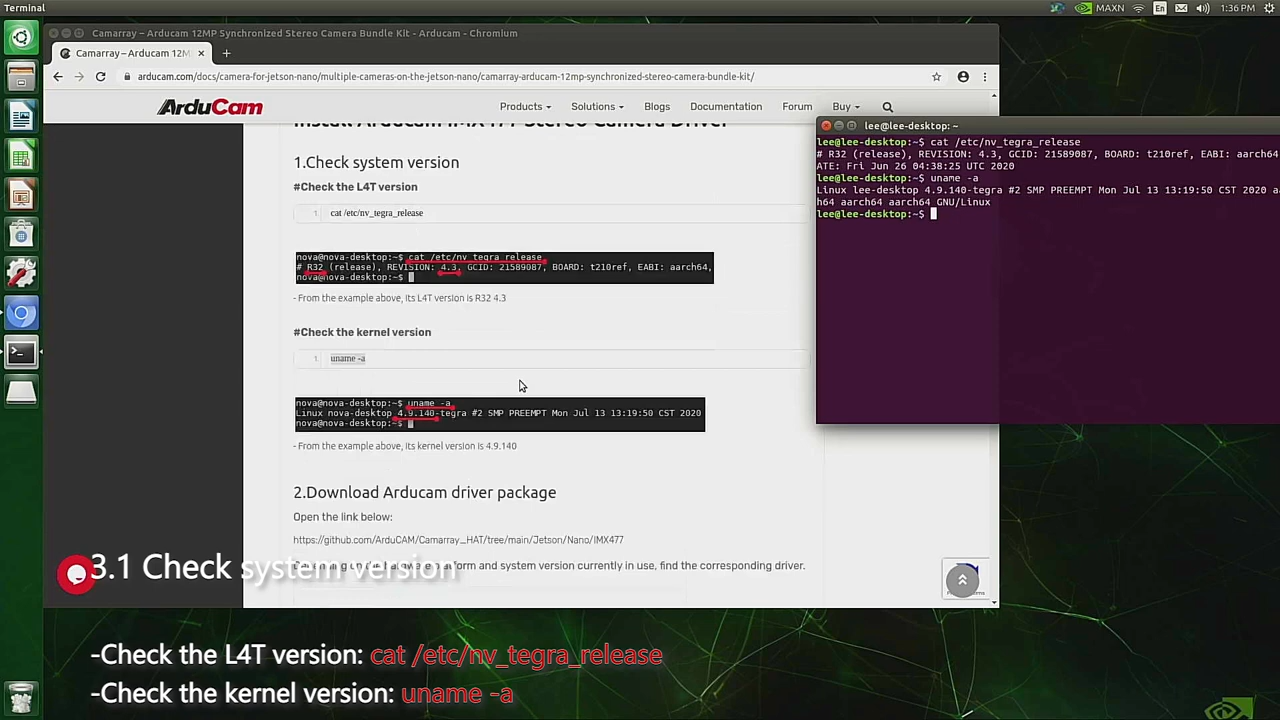 Terminal
MAXN
En
1:36 PM
Camarray – Arducam 12MP Synchronized Stereo Camera Bundle Kit - Arducam - Chromium
Camarray – Arducam 12M
arducam.com/docs/camera-for-jetson-nano/multiple-cameras-on-the-jetson-nano/camarray-arducam-12mp-synchronized-stereo-camera-bundle-kit/
ArduCam
Products
Solutions
Blogs
Documentation
Forum
Buy
1.Check system version
#Check the L4T version
1. cat /etc/nv_tegra_release
nova@nova-desktop:~$ cat /etc/nv_tegra_release
# R32 (release), REVISION: 4.3, GCID: 21589087, BOARD: t210ref, EABI: aarch64,
nova@nova-desktop:~$
- From the example above, its L4T version is R32 4.3
#Check the kernel version
1. uname -a
nova@nova-desktop:~$ uname -a
Linux nova-desktop 4.9.140-tegra #2 SMP PREEMPT Mon Jul 13 13:19:50 CST 2020
nova@nova-desktop:~$
- From the example above, its kernel version is 4.9.140
2.Download Arducam driver package
Open the link below:
https://github.com/ArduCAM/Camarray_HAT/tree/main/Jetson/Nano/IMX477
and system version currently in use, find the corresponding driver.
lee@lee-desktop: ~
lee@lee-desktop:~$ cat /etc/nv_tegra_release
# R32 (release), REVISION: 4.3, GCID: 21589087, BOARD: t210ref, EABI: aarch64
ATE: Fri Jun 26 04:38:25 UTC 2020
lee@lee-desktop:~$ uname -a
Linux lee-desktop 4.9.140-tegra #2 SMP PREEMPT Mon Jul 13 13:19:50 CST 2020 aa
h64 aarch64 aarch64 GNU/Linux
lee@lee-desktop:~$
3.1 Check system version
-Check the L4T version: cat /etc/nv_tegra_release
-Check the kernel version: uname -a